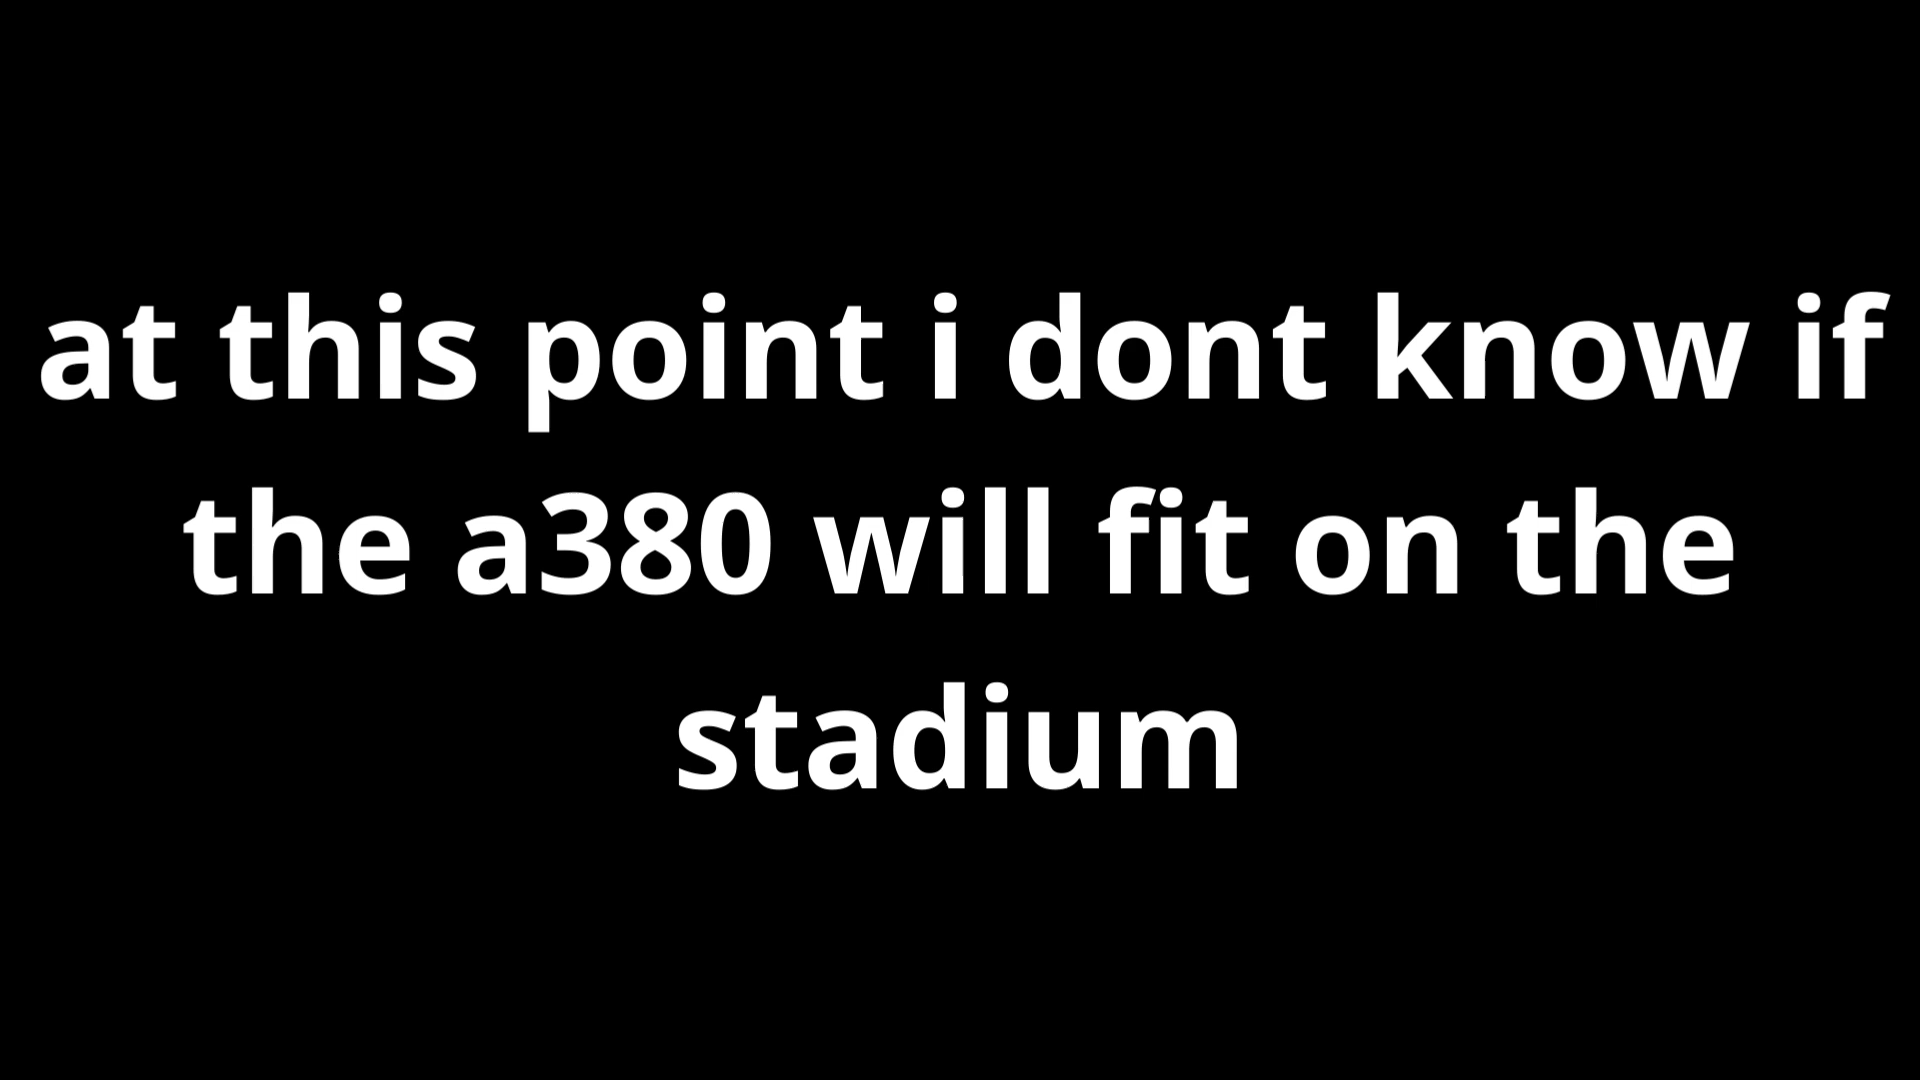 at this point i dont know if
the a380 will fit on the
stadium